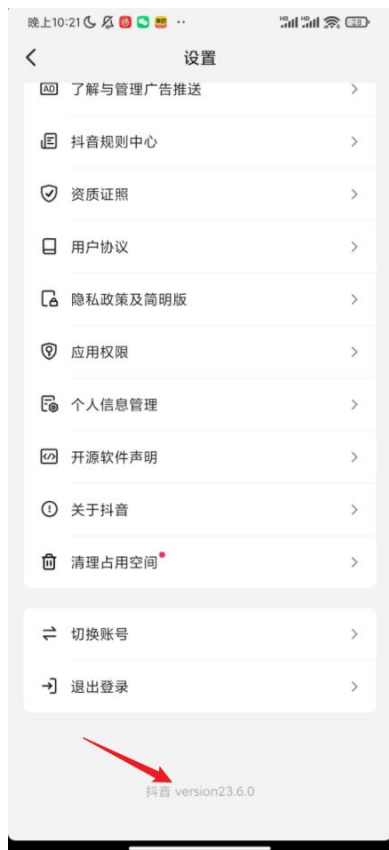 晚上10:21
HD HD 28
设置
AD 了解与管理广告推送
抖音规则中心
资质证照
用户协议
隐私政策及简明版
应用权限
个人信息管理
开源软件声明
关于抖音
清理占用空间
切换账号
退出登录
抖音 version23.6.0